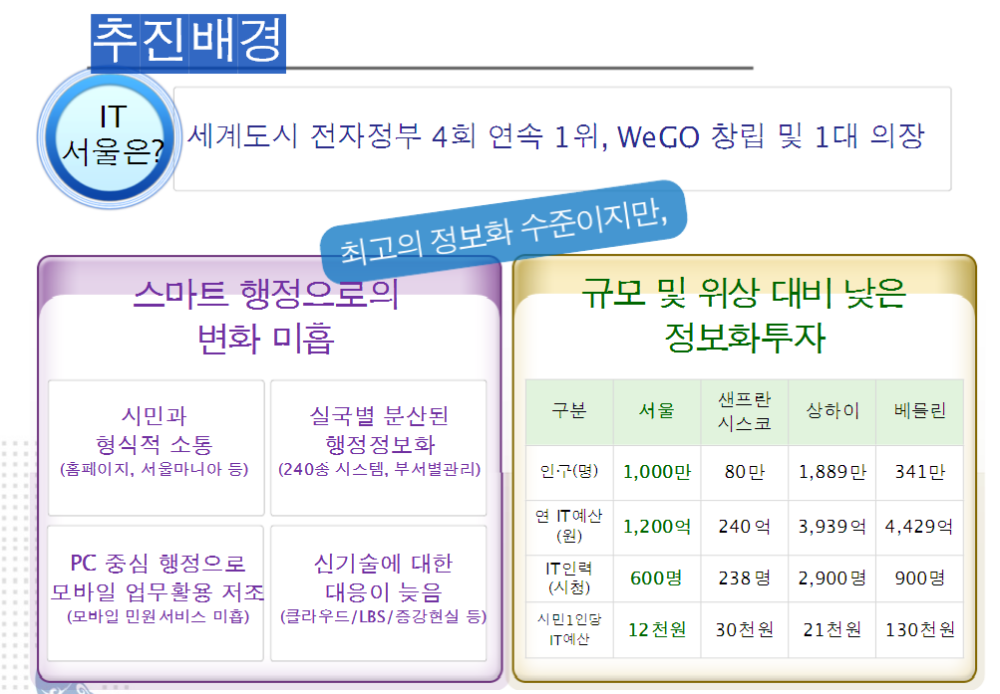 추진배경
IT
서울은?
세계도시 전자정부 4회 연속 1위, WeGO 창립 및 1대 의장
최고의 정보화 수준이지만,
스마트 행정으로의
변화 미흡
시민과
형식적 소통
(홈페이지, 서울마니아 등)
실국별 분산된
행정정보화
(240종 시스템, 부서별관리)
PC 중심 행정으로
모바일 업무활용 저조
(모바일 민원서비스 미흡)
신기술에 대한
대응이 늦음
(클라우드/LBS/증강현실 등)
규모 및 위상 대비 낮은
정보화투자
구분 서울 샌프란시스코 상하이 베를린
인구(명) 1,000만 80만 1,889만 341만
연 IT예산(원) 1,200억 240억 3,939억 4,429억
IT인력(시청) 600명 238명 2,900명 900명
시민1인당 IT예산 12천원 30천원 21천원 130천원